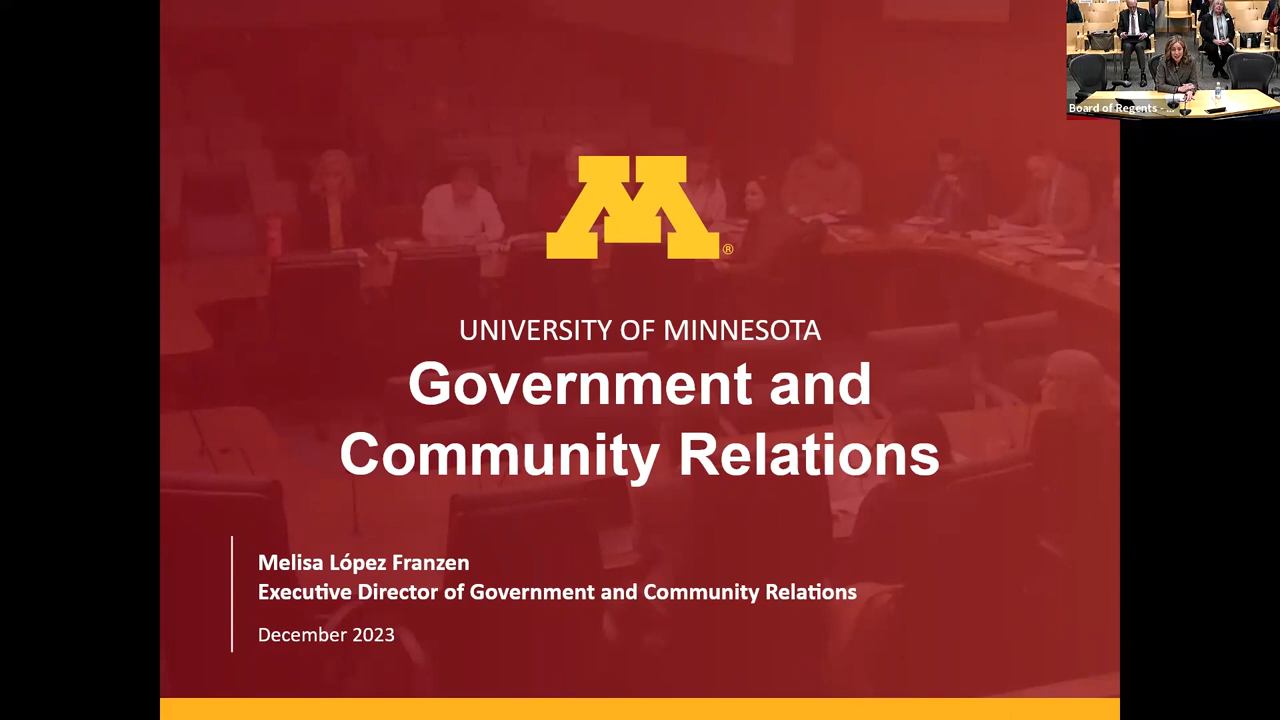 Board of Regents - ...
M®
UNIVERSITY OF MINNESOTA
Government and
Community Relations
Melisa López Franzen
Executive Director of Government and Community Relations
December 2023